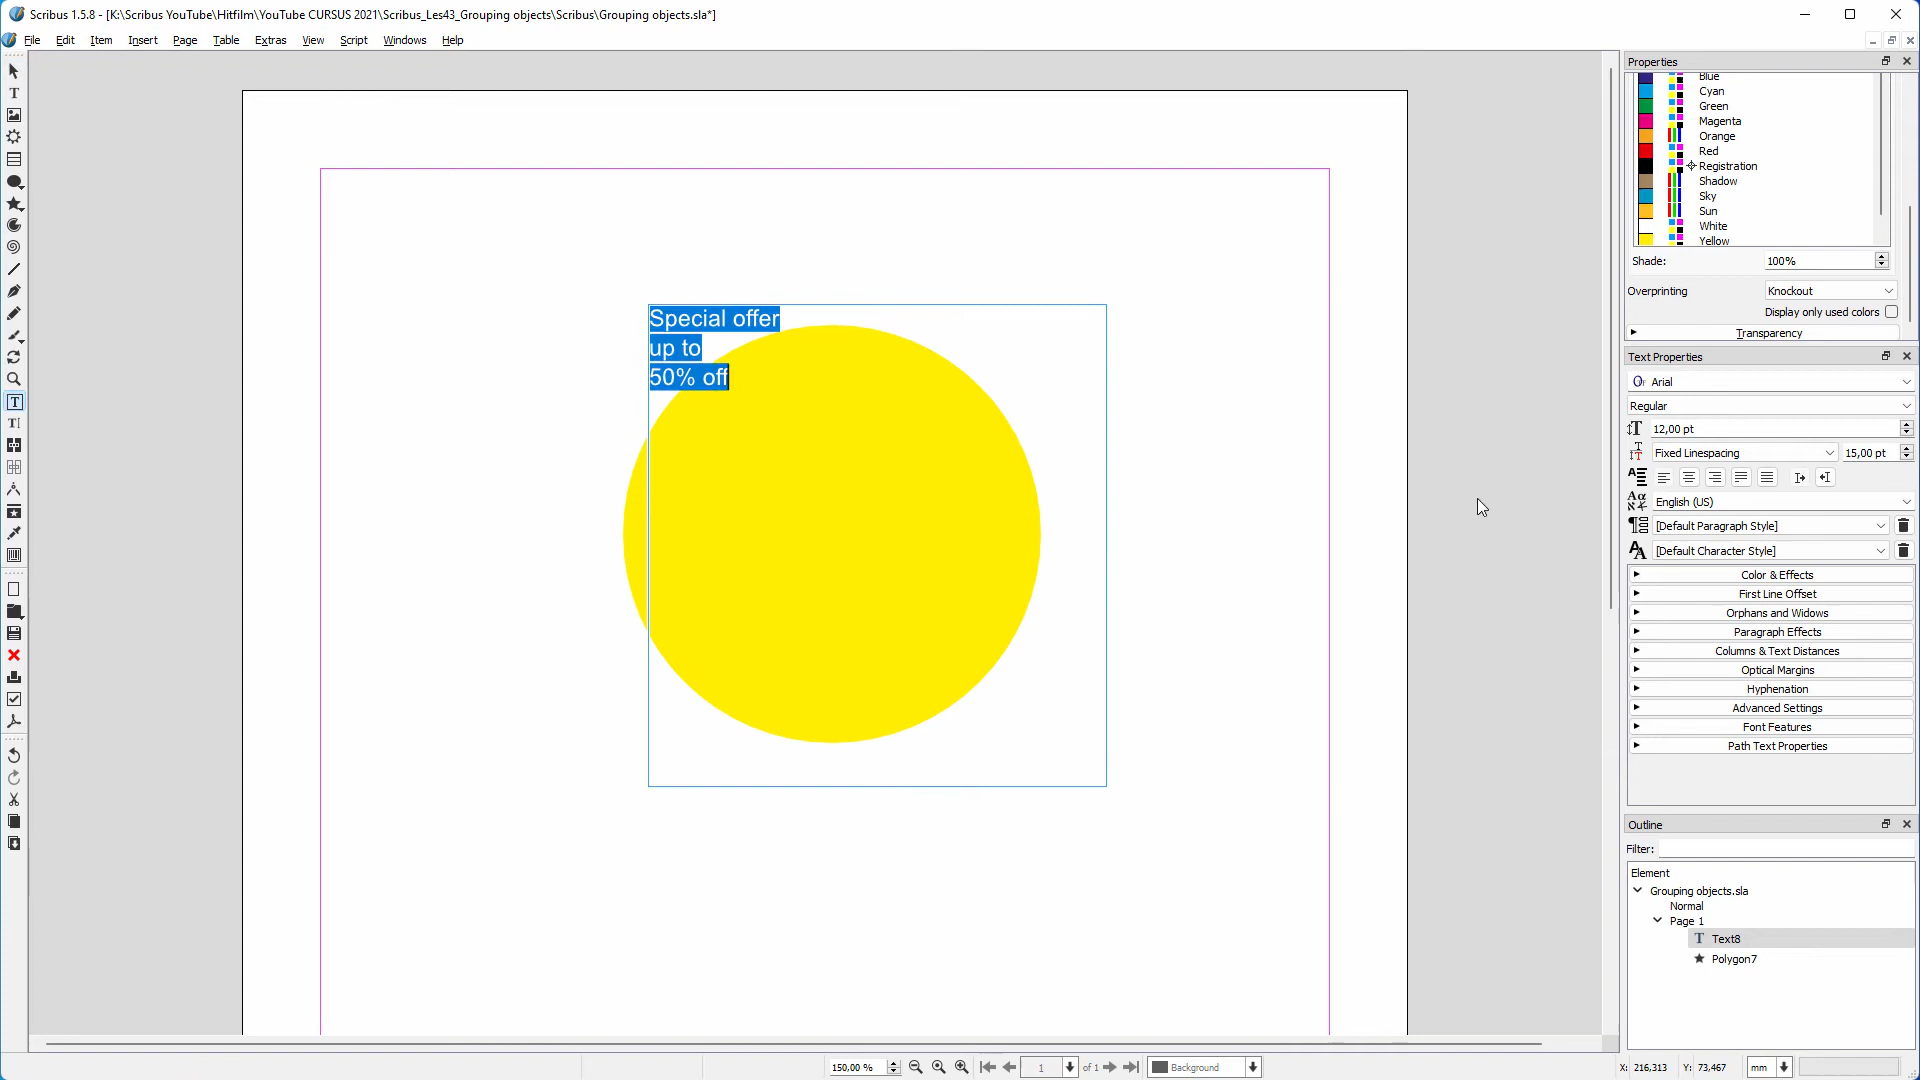 Scribus 1.5.8 - [K:\Scribus YouTube\Hitfilm\YouTube CURSUS 2021\Scribus_Les43_Grouping objects\Scribus\Grouping objects.sla*]
File Edit Item Insert Page Table Extras View Script Windows Help
Special offer
up to
50% off
Properties
Blue
Cyan
Green
Magenta
Orange
Red
Registration
Shadow
Sky
Sun
White
Yellow
Shade: 100%
Overprinting Knockout
Display only used colors
Transparency
Text Properties
Arial
Regular
12,00 pt
Fixed Linespacing 15,00 pt
English (US)
[Default Paragraph Style]
[Default Character Style]
Color & Effects
First Line Offset
Orphans and Widows
Paragraph Effects
Columns & Text Distances
Optical Margins
Hyphenation
Advanced Settings
Font Features
Path Text Properties
Outline
Filter:
Element
Grouping objects.sla
Normal
Page 1
Text8
Polygon7
150,00 % 1 of 1 Background X: 216,313 Y: 73,467 mm